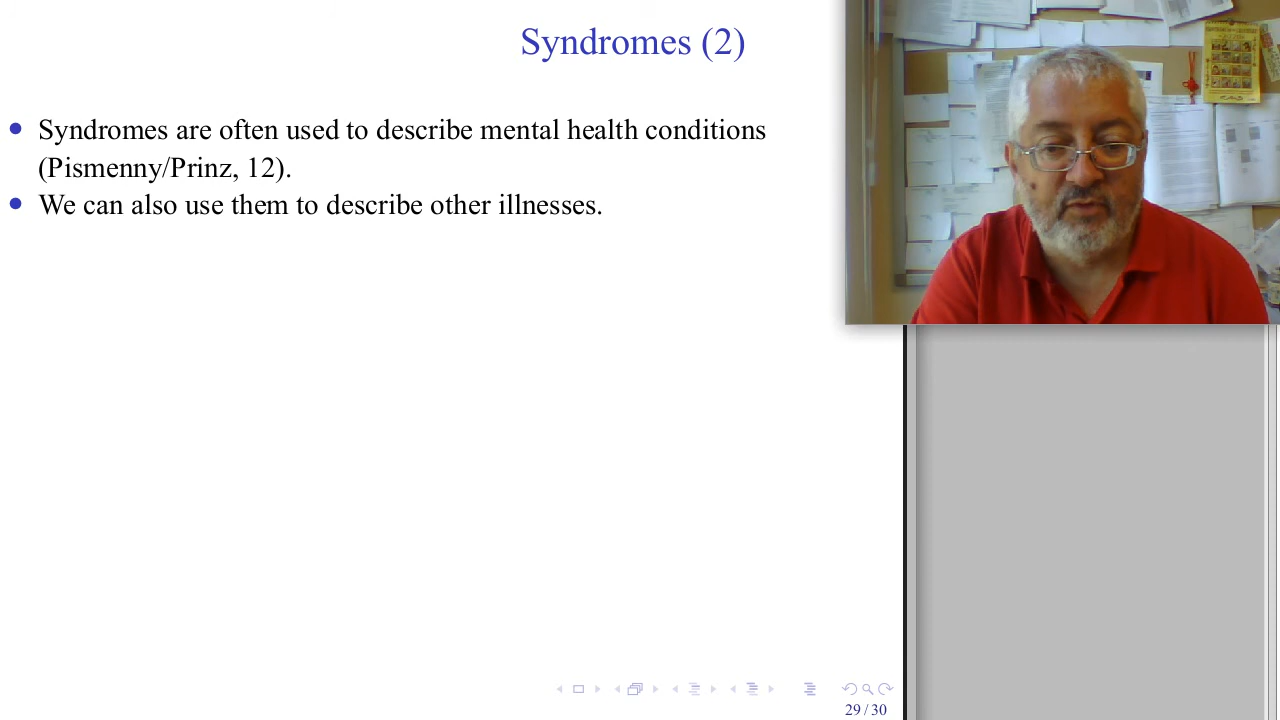 Syndromes (2)
• Syndromes are often used to describe mental health conditions
(Pismenny/Prinz, 12).
• We can also use them to describe other illnesses.
29 / 30